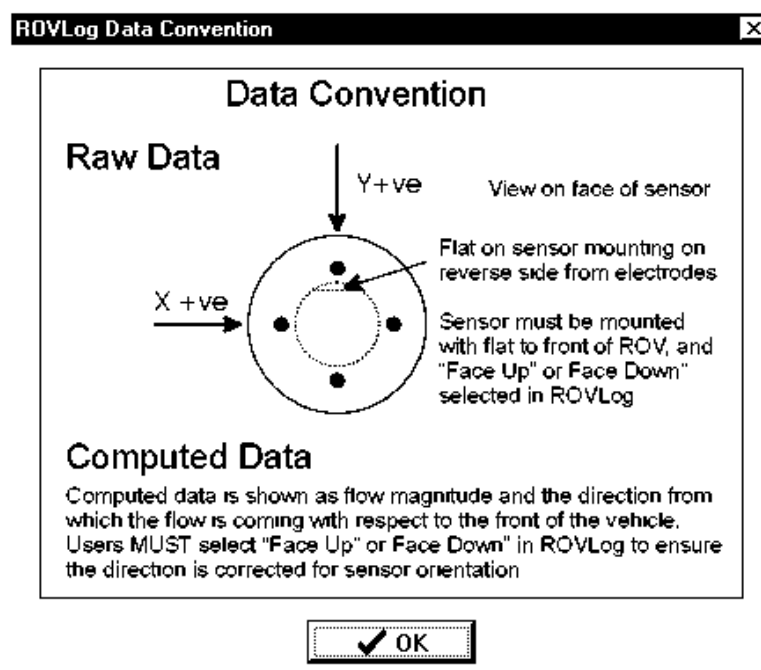 ROVLog Data Convention
Data Convention
Raw Data
Y+ve
View on face of sensor
Flat on sensor mounting on
reverse side from electrodes
X +ve
Sensor must be mounted
with flat to front of ROV, and
"Face Up" or Face Down"
selected in ROVLog
Computed Data
Computed data is shown as flow magnitude and the direction from
which the flow is coming with respect to the front of the vehicle.
Users MUST select "Face Up" or Face Down" in ROVLog to ensure
the direction is corrected for sensor orientation
OK